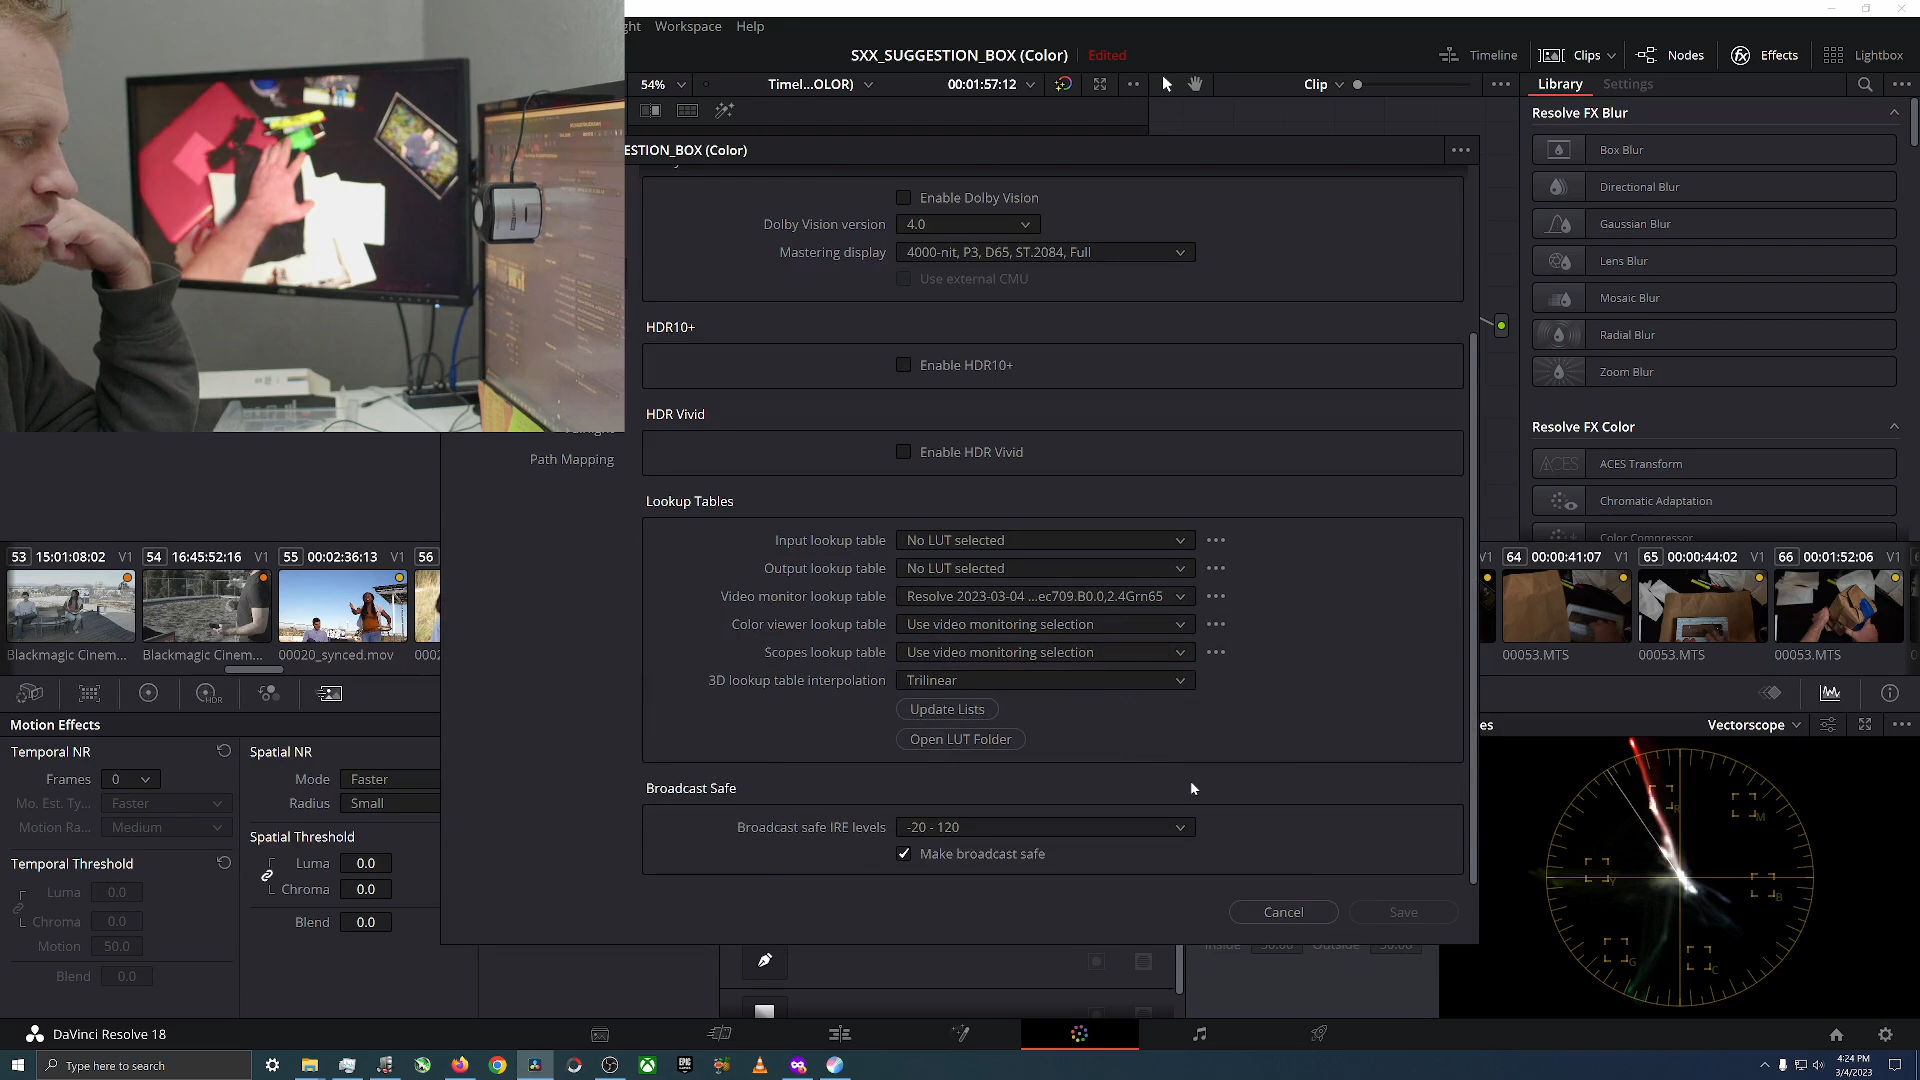 ght Workspace Help
SXX_SUGGESTION_BOX (Color) Edited
Timeline Clips Nodes Effects Lightbox
54% Timel...OLOR) 00:01:57:12 Clip Library Settings
Resolve FX Blur
ESTION_BOX (Color)
Box Blur
Directional Blur
Gaussian Blur
Lens Blur
Mosaic Blur
Radial Blur
Zoom Blur
Resolve FX Color
ACES ACES Transform
Chromatic Adaptation
Color Compressor
Enable Dolby Vision
Dolby Vision version 4.0
Mastering display 4000-nit, P3, D65, ST.2084, Full
Use external CMU
HDR10+
Enable HDR10+
HDR Vivid
Enable HDR Vivid
Path Mapping
Lookup Tables
Input lookup table No LUT selected
Output lookup table No LUT selected
Video monitor lookup table Resolve 2023-03-04 ...ec709.B0.0,2.4Grn65
Color viewer lookup table Use video monitoring selection
Scopes lookup table Use video monitoring selection
3D lookup table interpolation Trilinear
Update Lists
Open LUT Folder
Broadcast Safe
Broadcast safe IRE levels -20 - 120
Make broadcast safe
Cancel Save
53 15:01:08:02 V1 54 16:45:52:16 V1 55 00:02:36:13 V1 56
Blackmagic Cinem... Blackmagic Cinem... 00020_synced.mov 0002
V1 64 00:00:41:07 V1 65 00:00:44:02 V1 66 00:01:52:06 V1
00053.MTS 00053.MTS 00053.MTS
HDR
Motion Effects
Temporal NR
Frames 0
Mo. Est. Ty... Faster
Motion Ra... Medium
Temporal Threshold
Luma 0.0
Chroma 0.0
Motion 50.0
Blend 0.0
Spatial NR
Mode Faster
Radius Small
Spatial Threshold
Luma 0.0
Chroma 0.0
Blend 0.0
es Vectorscope
R M Y B G C
Inside 50.00 Outside 50.00
DaVinci Resolve 18
Type here to search
4:24 PM
3/4/2023